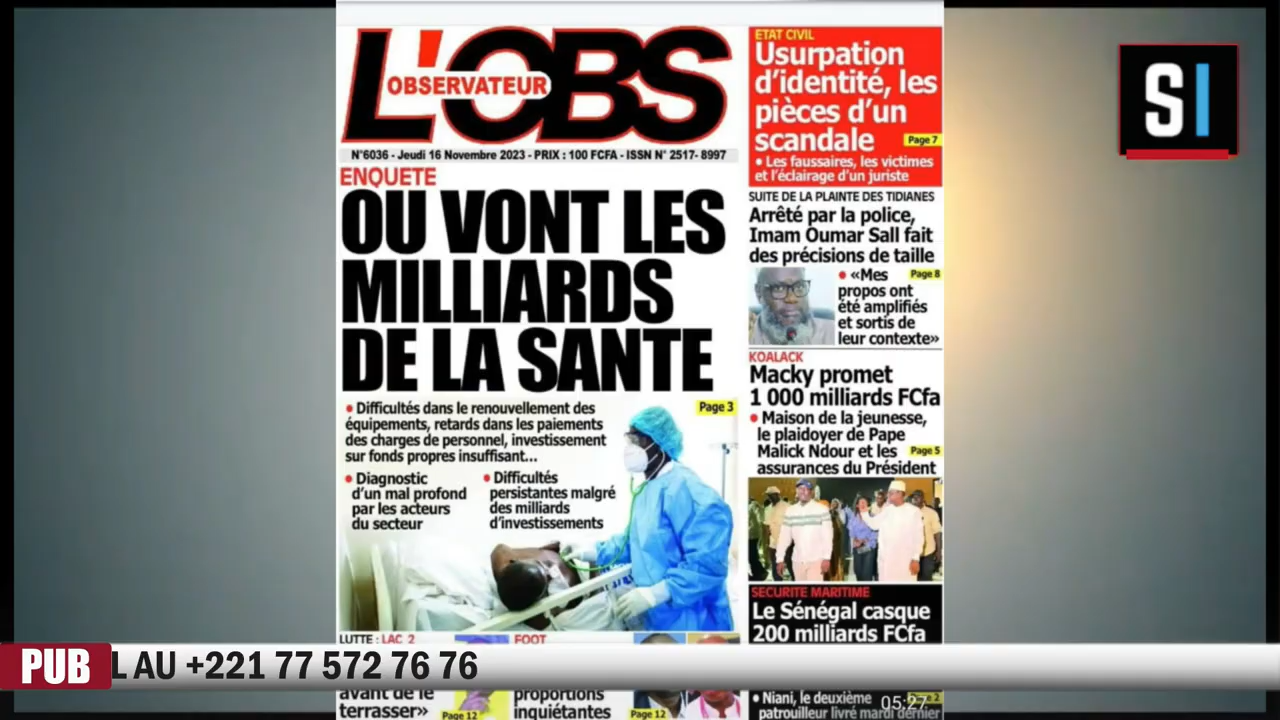 L'OBS
OBSERVATEUR
N°6036 - Jeudi 16 Novembre 2023 - PRIX : 100 FCFA - ISSN N° 2517- 8997
ENQUETE
OU VONT LES
MILLIARDS
DE LA SANTE
• Difficultés dans le renouvellement des
équipements, retards dans les paiements
des charges de personnel, investissement
sur fonds propres insuffisant...
Page 3
• Diagnostic
d'un mal profond
par les acteurs
du secteur
• Difficultés
persistantes malgré
des milliards
d'investissements
LUTTE : LAC 2
avant de le
terrasser»
Page 12
FOOT
proportions
inquiétantes
Page 12
ETAT CIVIL
Usurpation
d'identité, les
pièces d'un
scandale
Page 7
• Les faussaires, les victimes
et l'éclairage d'un juriste
SUITE DE LA PLAINTE DES TIDIANES
Arrêté par la police,
Imam Oumar Sall fait
des précisions de taille
• «Mes
propos ont
été amplifiés
et sortis de
leur contexte»
Page 8
KOALACK
Macky promet
1 000 milliards FCfa
• Maison de la jeunesse,
le plaidoyer de Pape
Malick Ndour et les
assurances du Président
Page 5
SECURITE MARITIME
Le Sénégal casque
200 milliards FCfa
• Niani, le deuxième
patrouilleur livré mardi dernier
05:27
SI
PUB
L AU +221 77 572 76 76